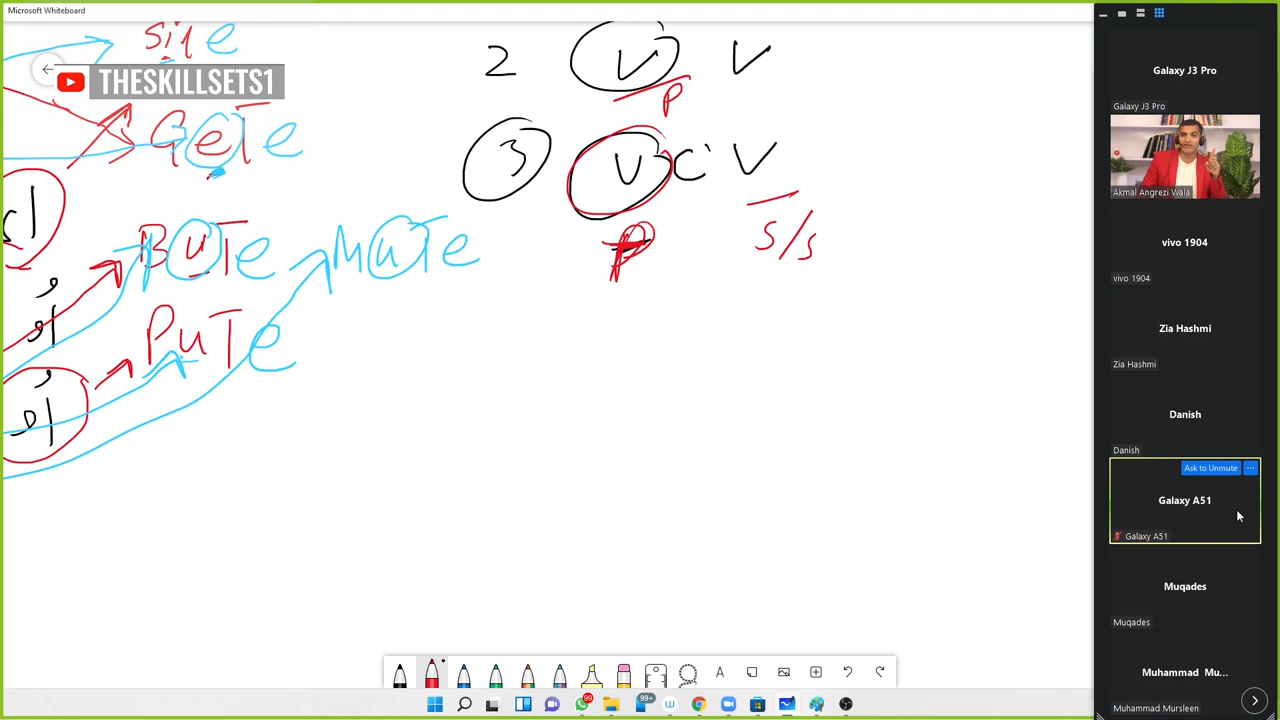 Microsoft Whiteboard
THESKILLSETS1
siTe
GeTe
BuTe
MuTe
PuTe
2 V V
P
3 V C V
P
S/S
Galaxy J3 Pro
Galaxy J3 Pro
Akmal Angrezi Wala
vivo 1904
vivo 1904
Zia Hashmi
Zia Hashmi
Danish
Danish
Ask to Unmute
Galaxy A51
Galaxy A51
Muqades
Muqades
Muhammad Mu...
Muhammad Mursleen
A
99
99+